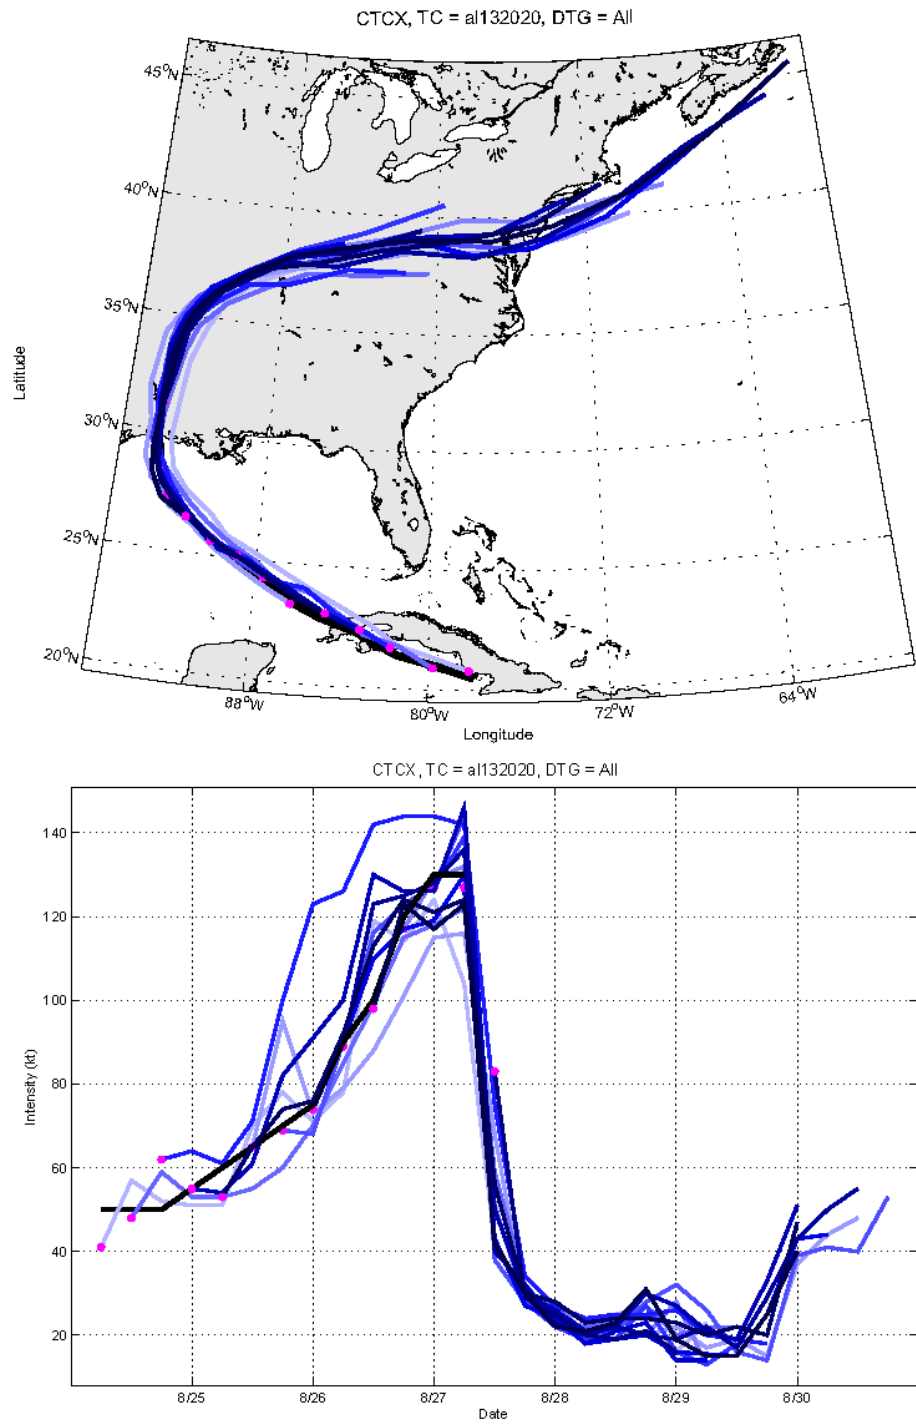 CTCX, TC = al132020, DTG = All
45°N
40°N
35°N
30°N
25°N
20°N
Latitude
88°W
80°W
72°W
64°W
Longitude
CTCX, TC = al132020, DTG = All
140
120
100
80
60
40
20
Intensity (kt)
8/25
8/26
8/27
8/28
8/29
8/30
Date